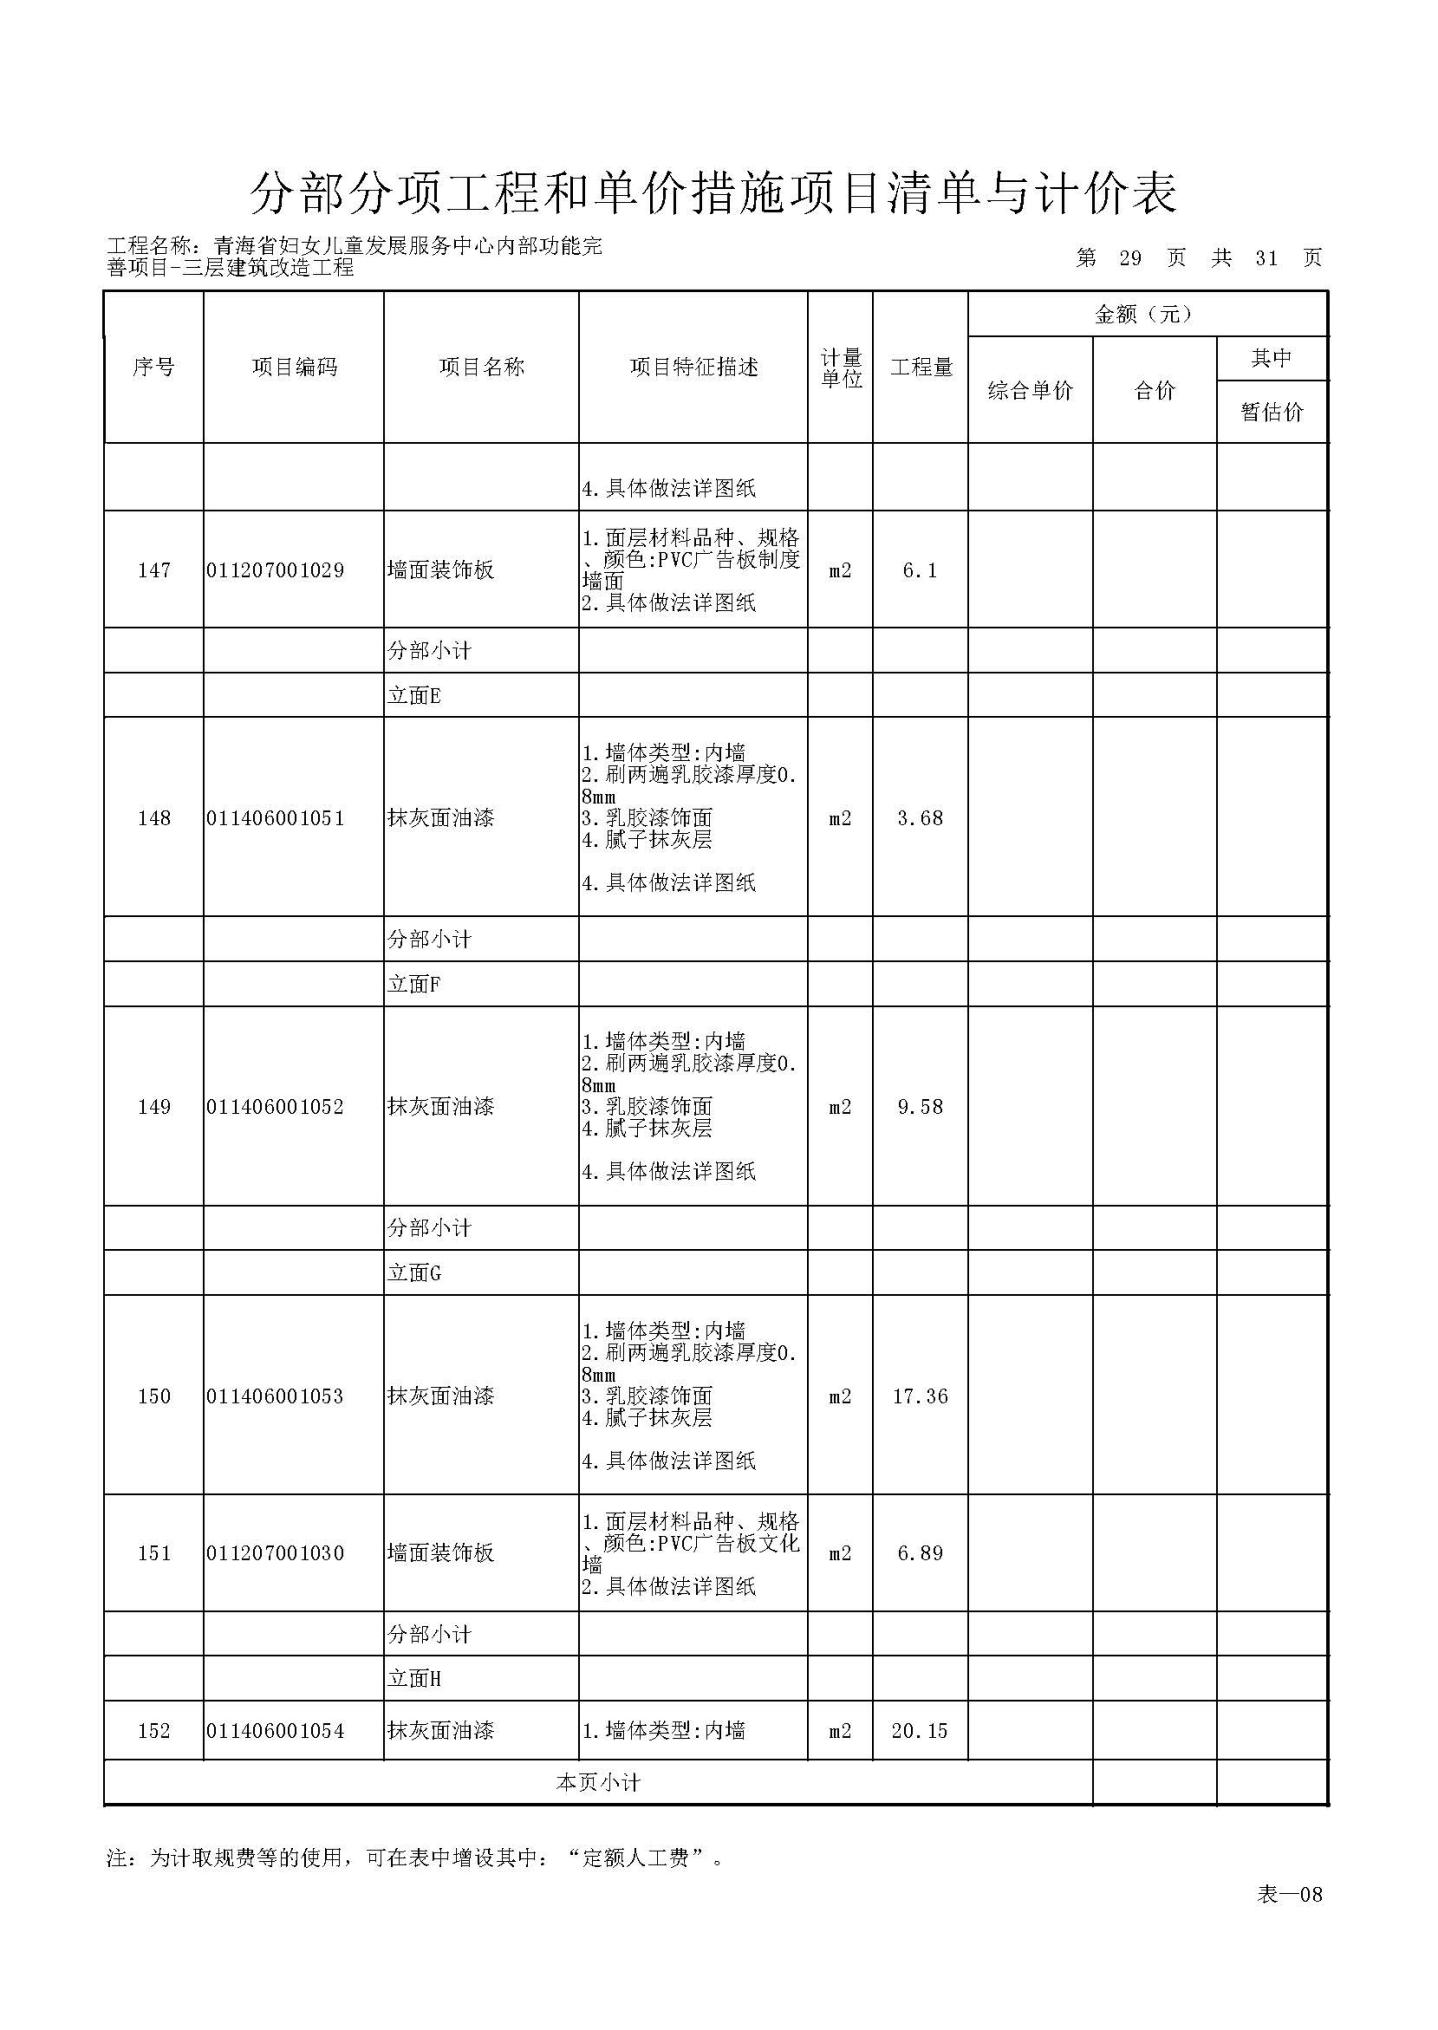 分部分项工程和单价措施项目清单与计价表
工程名称：青海省妇女儿童发展服务中心内部功能完
善项目-三层建筑改造工程
第 29 页 共 31 页
序号 项目编码 项目名称 项目特征描述 计量单位 工程量 金额（元）
综合单价 合价 其中
暂估价
4.具体做法详图纸
147 011207001029 墙面装饰板 1.面层材料品种、规格
、颜色:PVC广告板制度
墙面
2.具体做法详图纸 m2 6.1
分部小计
立面E
148 011406001051 抹灰面油漆 1.墙体类型:内墙
2.刷两遍乳胶漆厚度0.
8mm
3.乳胶漆饰面
4.腻子抹灰层
4.具体做法详图纸 m2 3.68
分部小计
立面F
149 011406001052 抹灰面油漆 1.墙体类型:内墙
2.刷两遍乳胶漆厚度0.
8mm
3.乳胶漆饰面
4.腻子抹灰层
4.具体做法详图纸 m2 9.58
分部小计
立面G
150 011406001053 抹灰面油漆 1.墙体类型:内墙
2.刷两遍乳胶漆厚度0.
8mm
3.乳胶漆饰面
4.腻子抹灰层
4.具体做法详图纸 m2 17.36
151 011207001030 墙面装饰板 1.面层材料品种、规格
、颜色:PVC广告板文化
墙
2.具体做法详图纸 m2 6.89
分部小计
立面H
152 011406001054 抹灰面油漆 1.墙体类型:内墙 m2 20.15
本页小计
注：为计取规费等的使用，可在表中增设其中：“定额人工费”。
表—08